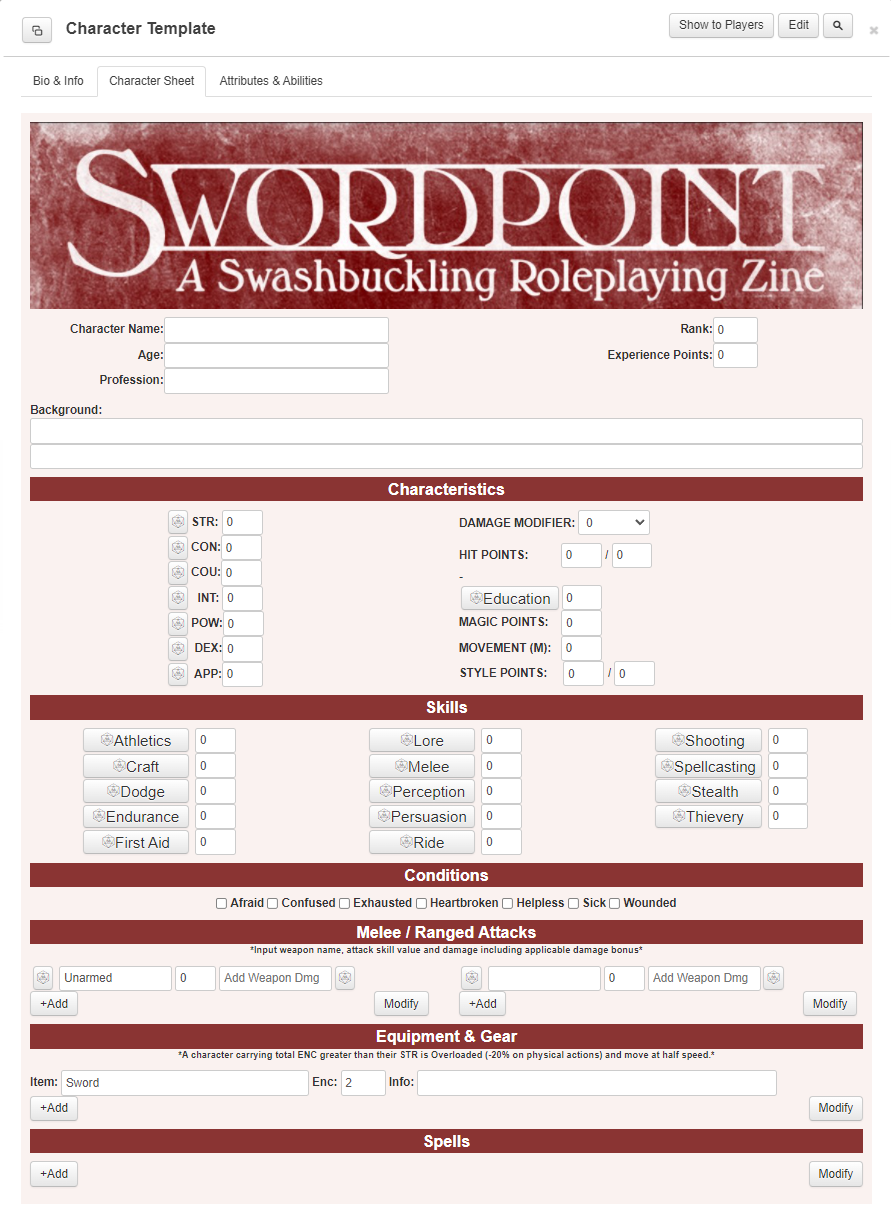 Character Template
Show to Players
Edit
Bio & Info
Character Sheet
Attributes & Abilities
SWORDPOINT
A Swashbuckling Roleplaying Zine
Character Name:
Rank: 0
Age:
Experience Points: 0
Profession:
Background:
Characteristics
STR: 0
CON: 0
COU: 0
INT: 0
POW: 0
DEX: 0
APP: 0
DAMAGE MODIFIER: 0
HIT POINTS: 0 / 0
-
Education 0
MAGIC POINTS: 0
MOVEMENT (M): 0
STYLE POINTS: 0 / 0
Skills
Athletics 0
Craft 0
Dodge 0
Endurance 0
First Aid 0
Lore 0
Melee 0
Perception 0
Persuasion 0
Ride 0
Shooting 0
Spellcasting 0
Stealth 0
Thievery 0
Conditions
Afraid Confused Exhausted Heartbroken Helpless Sick Wounded
Melee / Ranged Attacks
*Input weapon name, attack skill value and damage including applicable damage bonus*
Unarmed 0 Add Weapon Dmg
+Add Modify
0 Add Weapon Dmg
+Add Modify
Equipment & Gear
*A character carrying total ENC greater than their STR is Overloaded (-20% on physical actions) and move at half speed.*
Item: Sword Enc: 2 Info:
+Add Modify
Spells
+Add Modify